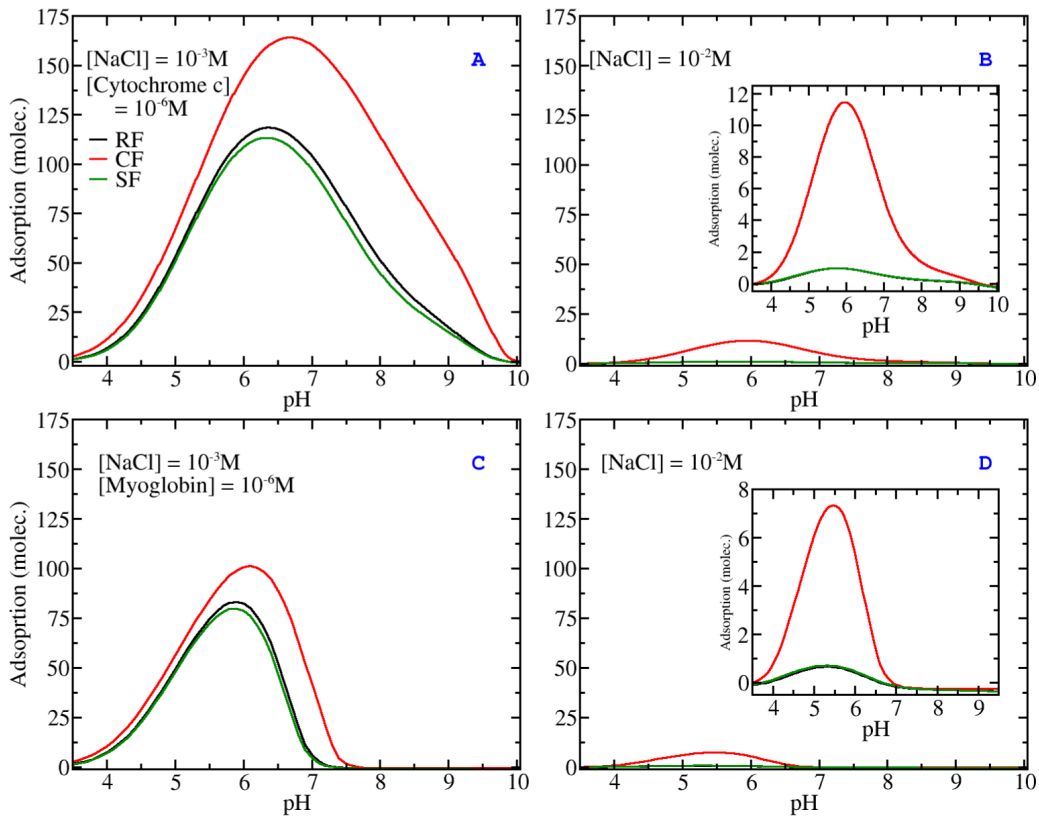 175
150
125
100
75
50
25
0
Adsorption (molec.)
[NaCl] = 10⁻³M
[Cytochrome c]
= 10⁻⁶M
RF
CF
SF
A
4 5 6 7 8 9 10
pH
175
150
125
100
75
50
25
0
[NaCl] = 10⁻²M
B
12
10
8
6
4
2
0
Adsorption (molec.)
4 5 6 7 8 9 10
pH
4 5 6 7 8 9 10
pH
175
150
125
100
75
50
25
0
Adsoprtion (molec.)
[NaCl] = 10⁻³M
[Myoglobin] = 10⁻⁶M
C
4 5 6 7 8 9 10
pH
175
150
125
100
75
50
25
0
[NaCl] = 10⁻²M
D
8
6
4
2
0
Adsorption (molec.)
4 5 6 7 8 9
pH
4 5 6 7 8 9 10
pH